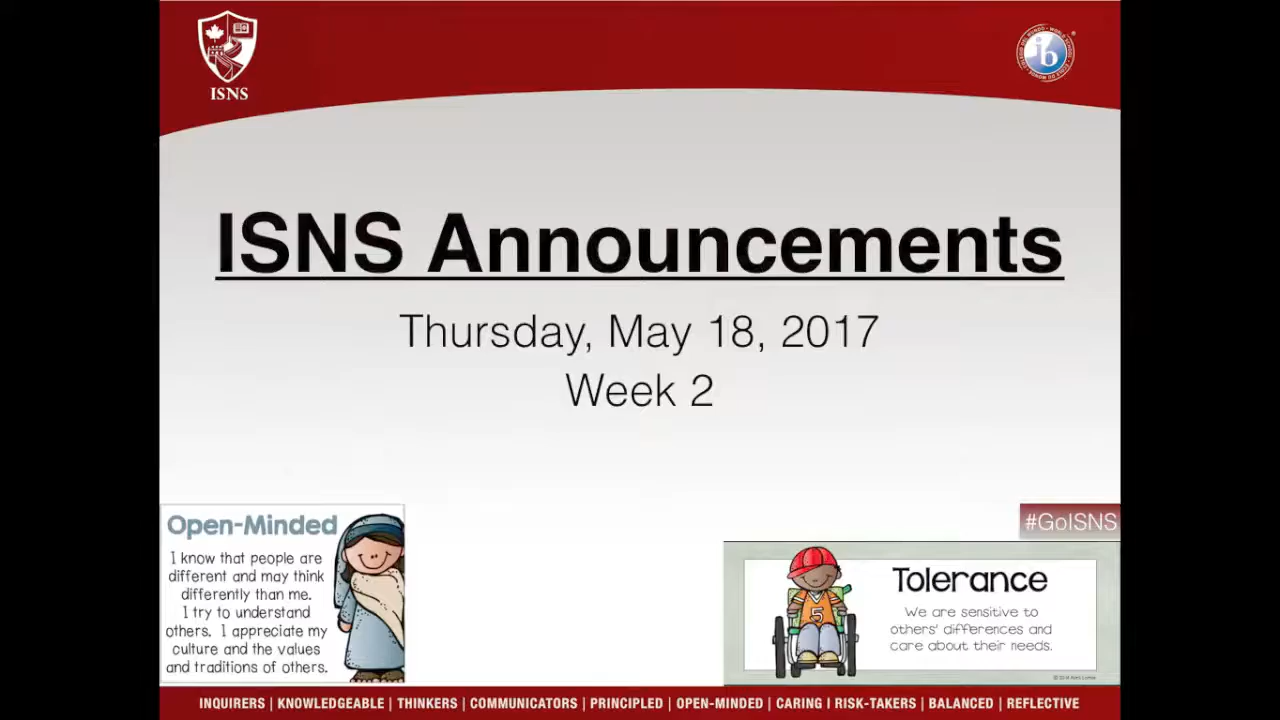 ISNS
ib
ISNS Announcements
Thursday, May 18, 2017
Week 2
#GoISNS
Open-Minded
I know that people are
different and may think
differently than me.
I try to understand
others. I appreciate my
culture and the values
and traditions of others.
5
Tolerance
We are sensitive to
others' differences and
care about their needs.
INQUIRERS | KNOWLEDGEABLE | THINKERS | COMMUNICATORS | PRINCIPLED | OPEN-MINDED | CARING I RISK-TAKERS | BALANCED | REFLECTIVE